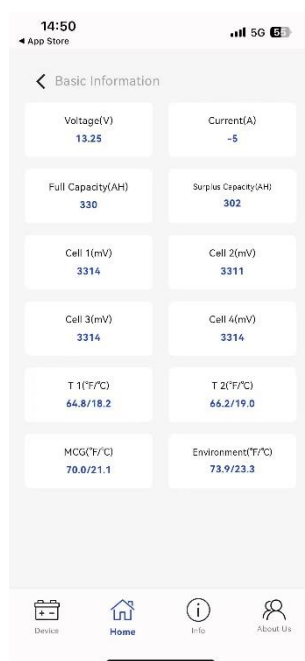 14:50
5G 55
◀ App Store
Basic Information
Voltage(V) Current(A)
13.25 -5
Full Capacity(AH) Surplus Capacity(AH)
330 302
Cell 1(mV) Cell 2(mV)
3314 3311
Cell 3(mV) Cell 4(mV)
3314 3314
T 1(°F/°C) T 2(°F/°C)
64.8/18.2 66.2/19.0
MCG(°F/°C) Environment(°F/°C)
70.0/21.1 73.9/23.3
Device Home Info About Us